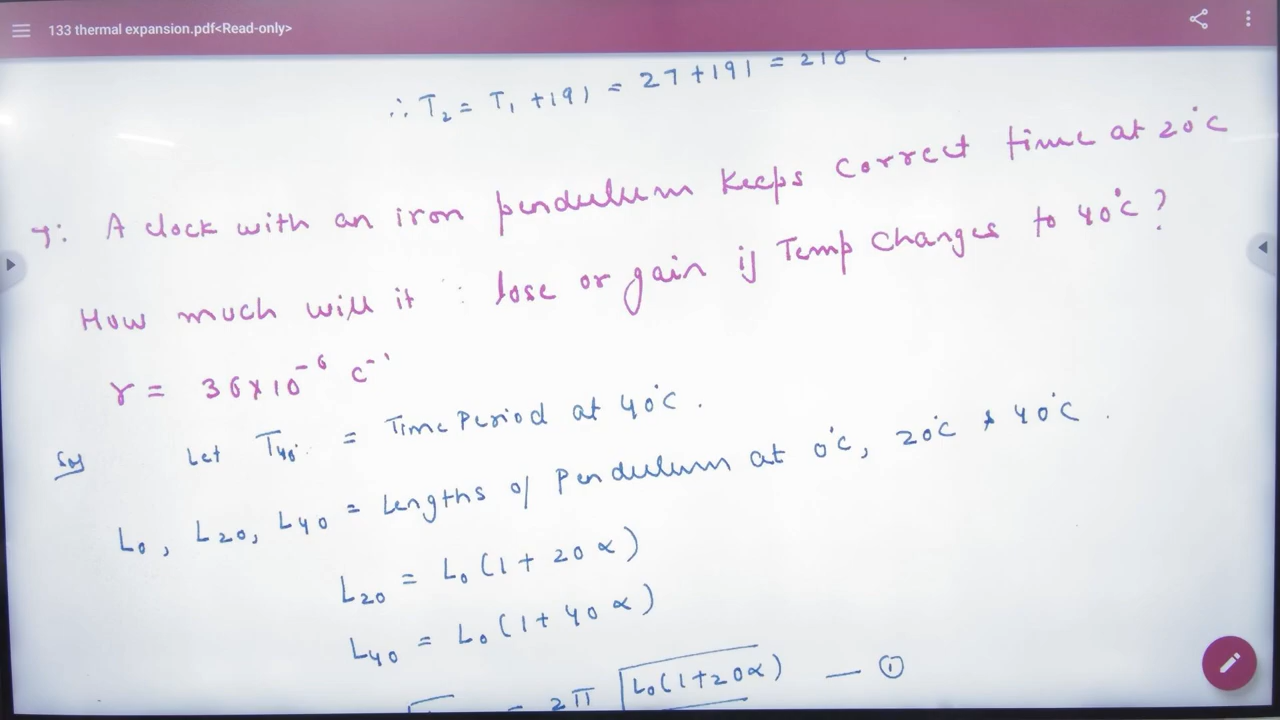 133 thermal expansion.pdf<Read-only>
∴ T₂ = T₁ + 191 = 27 + 191 = 218°C.
7: A clock with an iron pendulum keeps correct time at 20°C
How much will it : lose or gain if Temp changes to 40°C ?
γ = 36×10⁻⁶ C⁻¹
Sol Let T₄₀ = Time Period at 40°C.
L₀, L₂₀, L₄₀ = Lengths of Pendulum at 0°C, 20°C & 40°C.
L₂₀ = L₀(1 + 20 α)
L₄₀ = L₀(1 + 40 α)
= 2π √L₀(1+20α) — ①